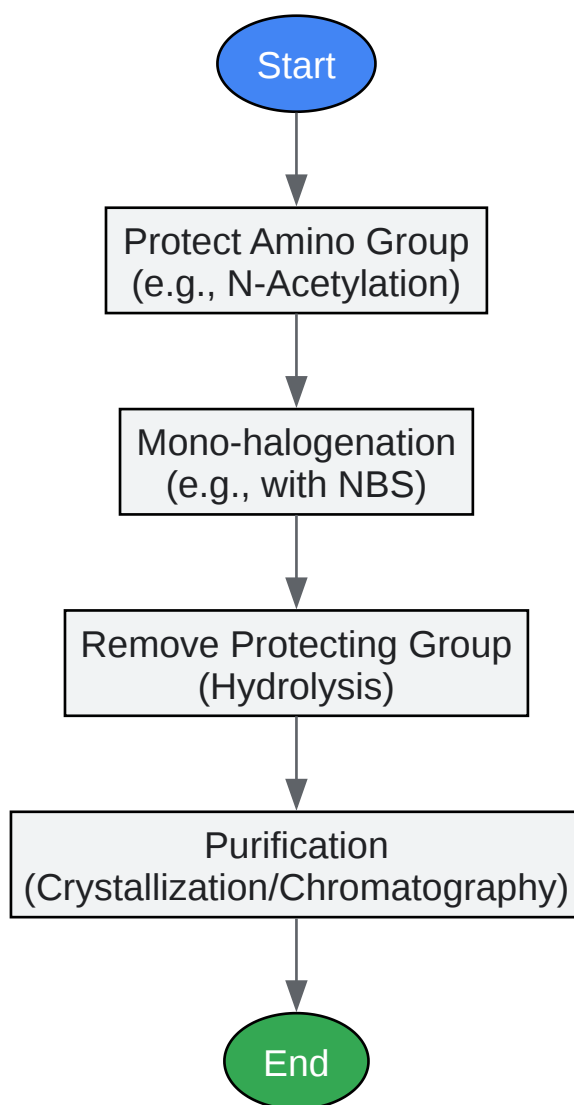 Start
Protect Amino Group
(e.g., N-Acetylation)
Mono-halogenation
(e.g., with NBS)
Remove Protecting Group
(Hydrolysis)
Purification
(Crystallization/Chromatography)
End